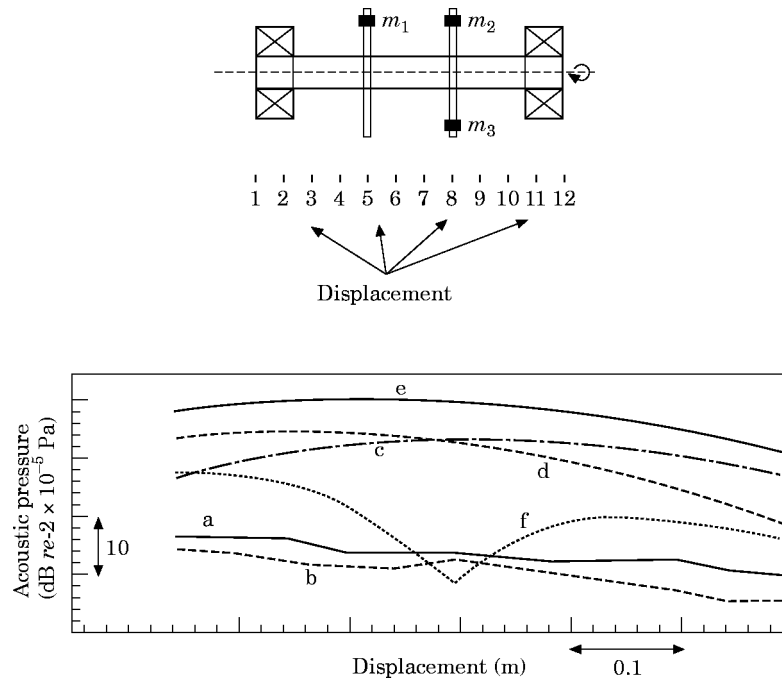 m1 m2
m3
1 2 3 4 5 6 7 8 9 10 11 12
Displacement
Acoustic pressure
(dB re-2 × 10⁻⁵ Pa)
10
e
c
d
a
f
b
Displacement (m)
0.1